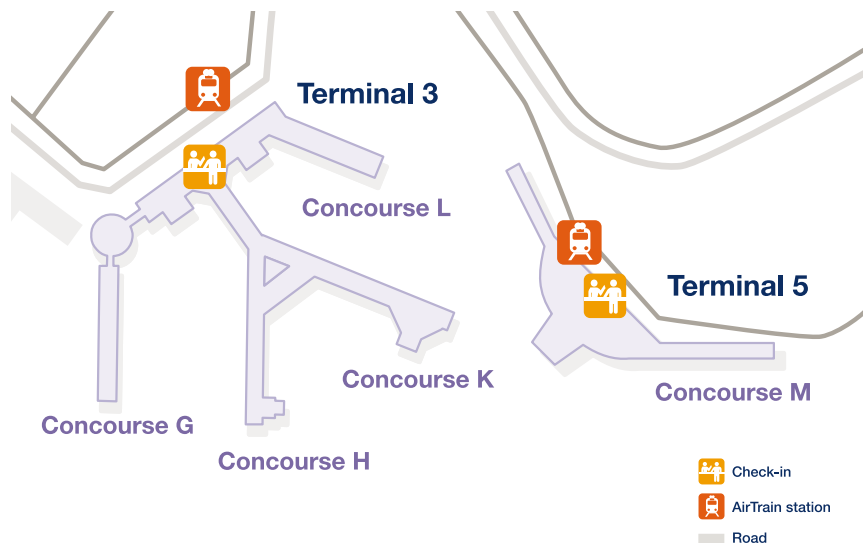 Terminal 3
Concourse L
Terminal 5
Concourse K
Concourse M
Concourse G
Concourse H
Check-in
AirTrain station
Road